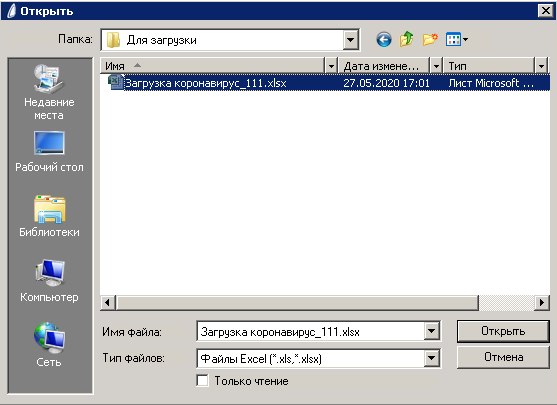 Открыть
Папка:
Для загрузки
Имя
Дата измене...
Тип
Загрузка коронавирус_111.xlsx
27.05.2020 17:01
Лист Microsoft ...
Недавние
места
Рабочий стол
Библиотеки
Компьютер
Сеть
Имя файла:
Загрузка коронавирус_111.xlsx
Открыть
Тип файлов:
Файлы Excel (*.xls,*.xlsx)
Отмена
Только чтение